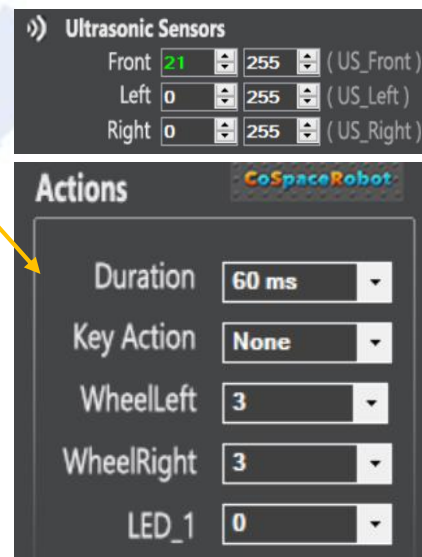 Ultrasonic Sensors
Front 21 255 ( US_Front )
Left 0 255 ( US_Left )
Right 0 255 ( US_Right )
Actions CoSpaceRobot
Duration 60 ms
Key Action None
WheelLeft 3
WheelRight 3
LED_1 0